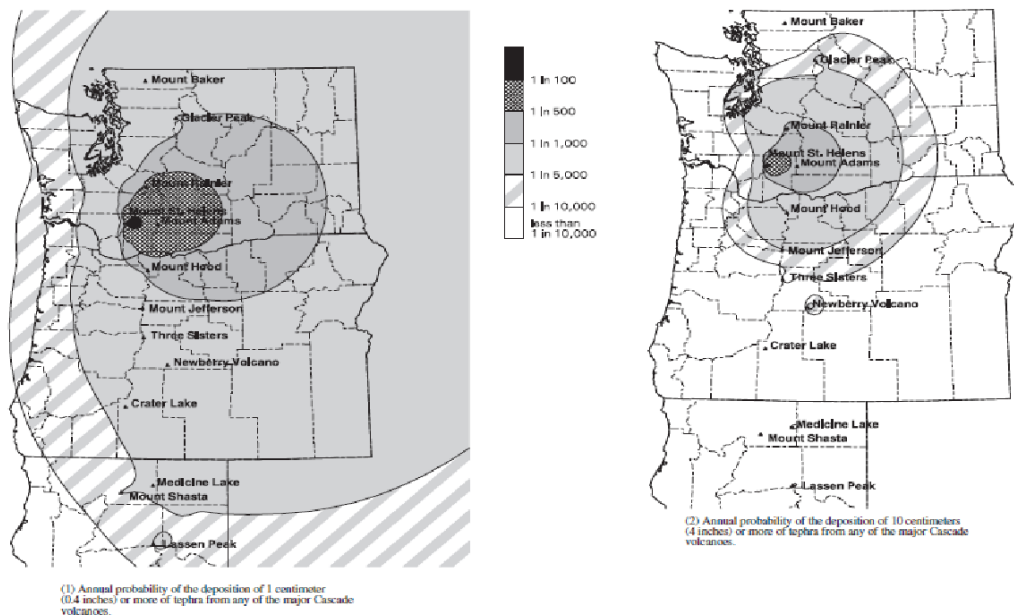 Mount Baker
Glacier Peak
Mount Rainier
Mount St. Helens
Mount Adams
Mount Hood
Mount Jefferson
Three Sisters
Newberry Volcano
Crater Lake
Medicine Lake
Mount Shasta
Lassen Peak
(1) Annual probability of the deposition of 1 centimeter
(0.4 inches) or more of tephra from any of the major Cascade
volcanoes.
1 in 100
1 in 500
1 in 1,000
1 in 5,000
1 in 10,000
less than
1 in 10,000
Mount Baker
Glacier Peak
Mount Rainier
Mount St. Helens
Mount Adams
Mount Hood
Mount Jefferson
Three Sisters
Newberry Volcano
Crater Lake
Medicine Lake
Mount Shasta
Lassen Peak
(2) Annual probability of the deposition of 10 centimeters
(4 inches) or more of tephra from any of the major Cascade
volcanoes.